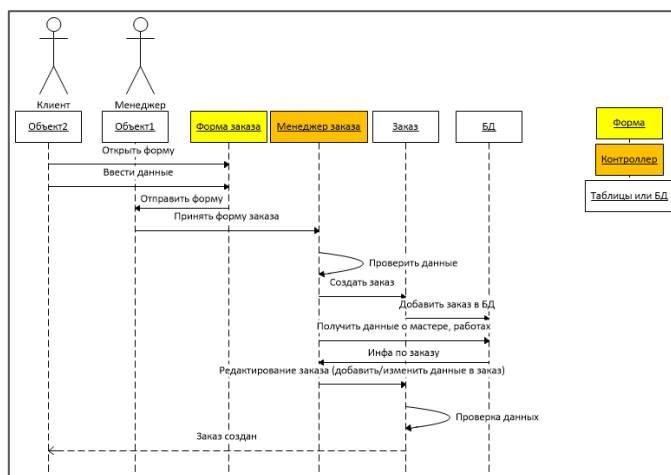 Клиент
Менеджер
Объект2
Объект1
Форма заказа
Менеджер заказа
Заказ
БД
Форма
Контроллер
Таблицы или БД
Открыть форму
Ввести данные
Отправить форму
Принять форму заказа
Проверить данные
Создать заказ
Добавить заказ в БД
Получить данные о мастере, работах
Инфа по заказу
Редактирование заказа (добавить/изменить данные в заказ)
Проверка данных
Заказ создан